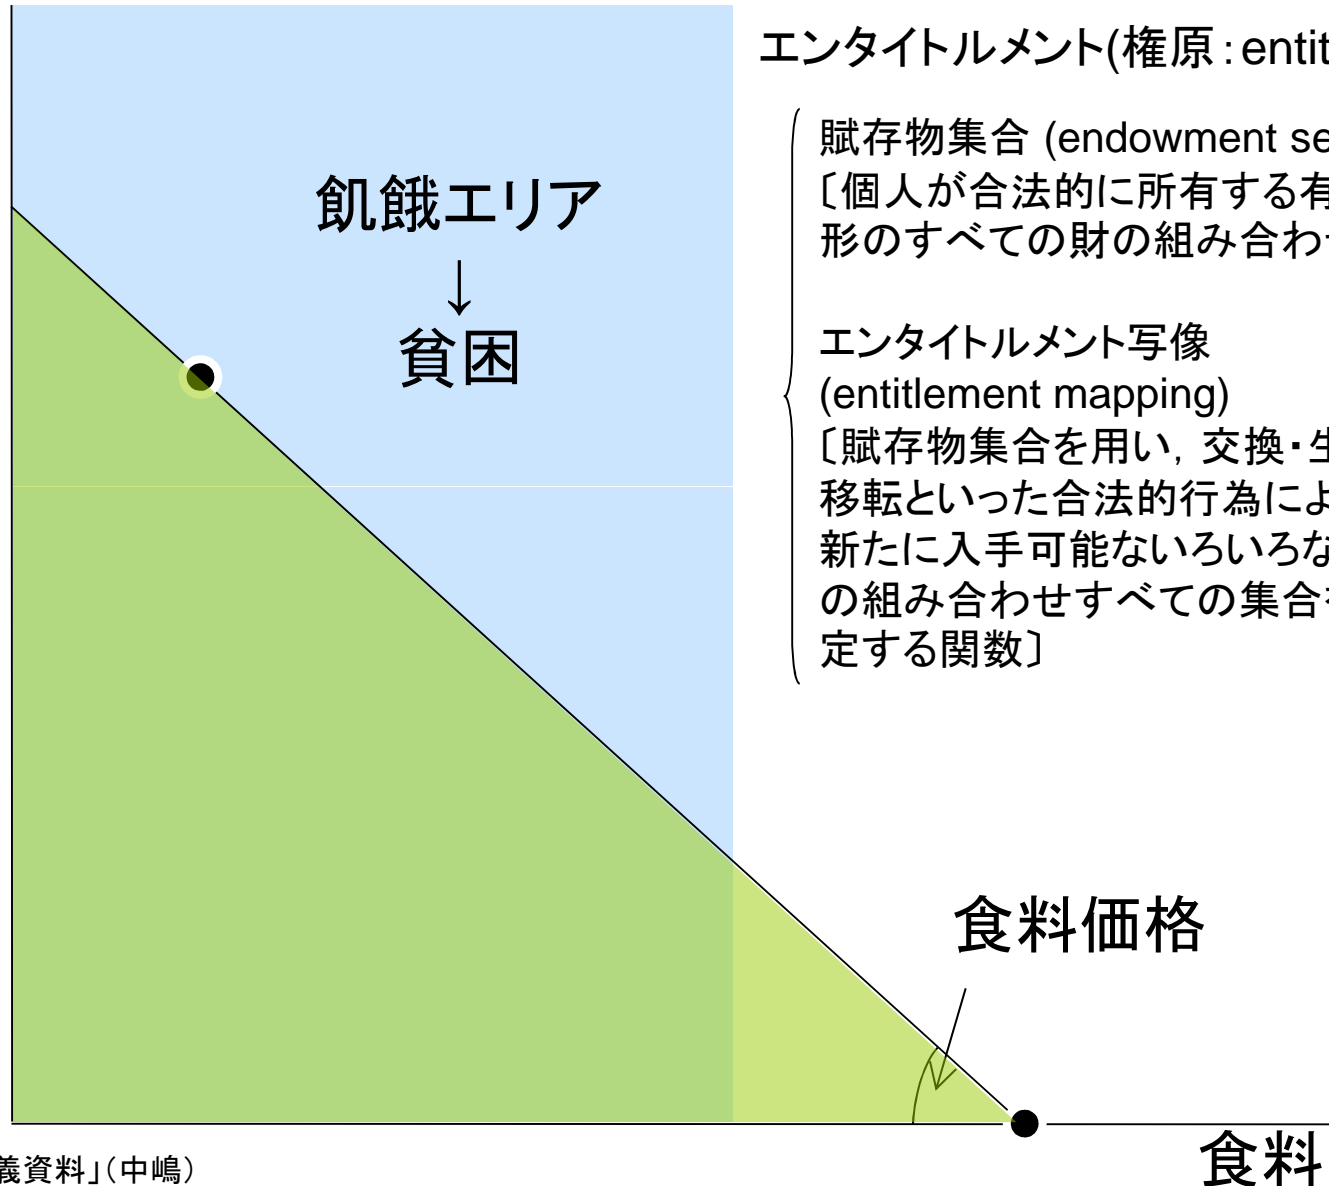 エンタイトルメント(権原:entit
賦存物集合 (endowment se
〔個人が合法的に所有する有
形のすべての財の組み合わ
エンタイトルメント写像
(entitlement mapping)
〔賦存物集合を用い,交換・生
移転といった合法的行為によ
新たに入手可能ないろいろな
の組み合わせすべての集合
定する関数〕
飢餓エリア
↓
貧困
食料価格
食料
義資料」(中嶋)